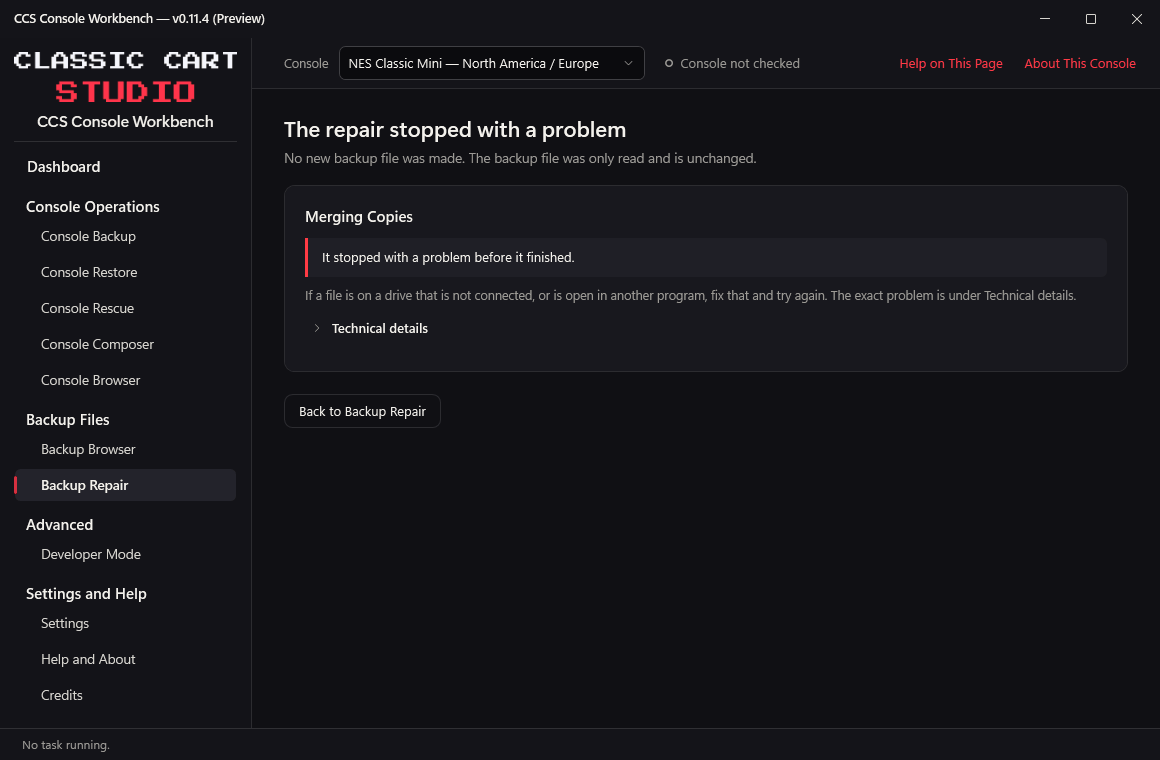 CCS Console Workbench — v0.11.4 (Preview)
CLASSIC CART
STUDIO
CCS Console Workbench
Dashboard
Console Operations
Console Backup
Console Restore
Console Rescue
Console Composer
Console Browser
Backup Files
Backup Browser
Backup Repair
Advanced
Developer Mode
Settings and Help
Settings
Help and About
Credits
Console
NES Classic Mini — North America / Europe
Console not checked
Help on This Page
About This Console
The repair stopped with a problem
No new backup file was made. The backup file was only read and is unchanged.
Merging Copies
It stopped with a problem before it finished.
If a file is on a drive that is not connected, or is open in another program, fix that and try again. The exact problem is under Technical details.
Technical details
Back to Backup Repair
No task running.